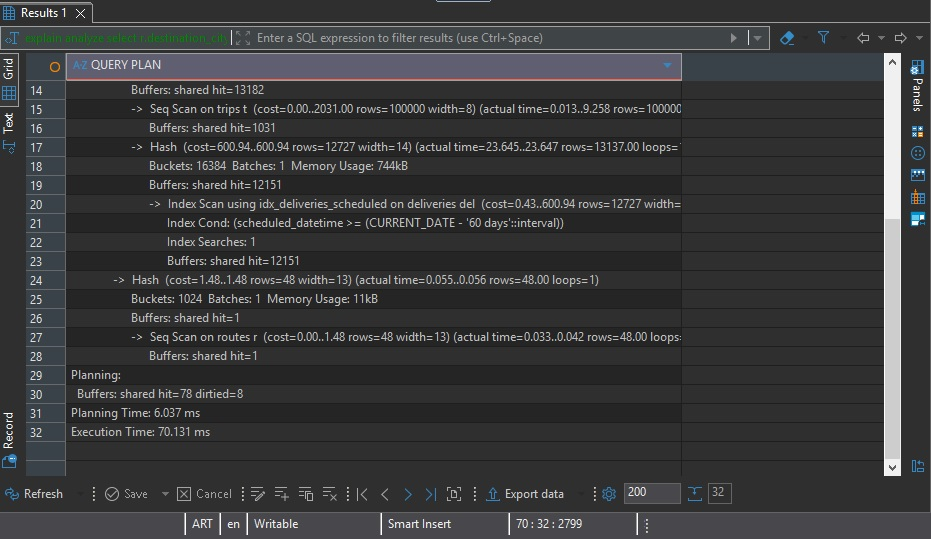 Results 1
explain analyze select r.destination_city
Enter a SQL expression to filter results (use Ctrl+Space)
Grid
Text
Record
Panels
A-Z QUERY PLAN
14 Buffers: shared hit=13182
15 -> Seq Scan on trips t (cost=0.00..2031.00 rows=100000 width=8) (actual time=0.013..9.258 rows=100000
16 Buffers: shared hit=1031
17 -> Hash (cost=600.94..600.94 rows=12727 width=14) (actual time=23.645..23.647 rows=13137.00 loops=
18 Buckets: 16384 Batches: 1 Memory Usage: 744kB
19 Buffers: shared hit=12151
20 -> Index Scan using idx_deliveries_scheduled on deliveries del (cost=0.43..600.94 rows=12727 width=
21 Index Cond: (scheduled_datetime >= (CURRENT_DATE - '60 days'::interval))
22 Index Searches: 1
23 Buffers: shared hit=12151
24 -> Hash (cost=1.48..1.48 rows=48 width=13) (actual time=0.055..0.056 rows=48.00 loops=1)
25 Buckets: 1024 Batches: 1 Memory Usage: 11kB
26 Buffers: shared hit=1
27 -> Seq Scan on routes r (cost=0.00..1.48 rows=48 width=13) (actual time=0.033..0.042 rows=48.00 loops=
28 Buffers: shared hit=1
29 Planning:
30 Buffers: shared hit=78 dirtied=8
31 Planning Time: 6.037 ms
32 Execution Time: 70.131 ms
Refresh Save Cancel Export data 200 32
ART en Writable Smart Insert 70 : 32 : 2799